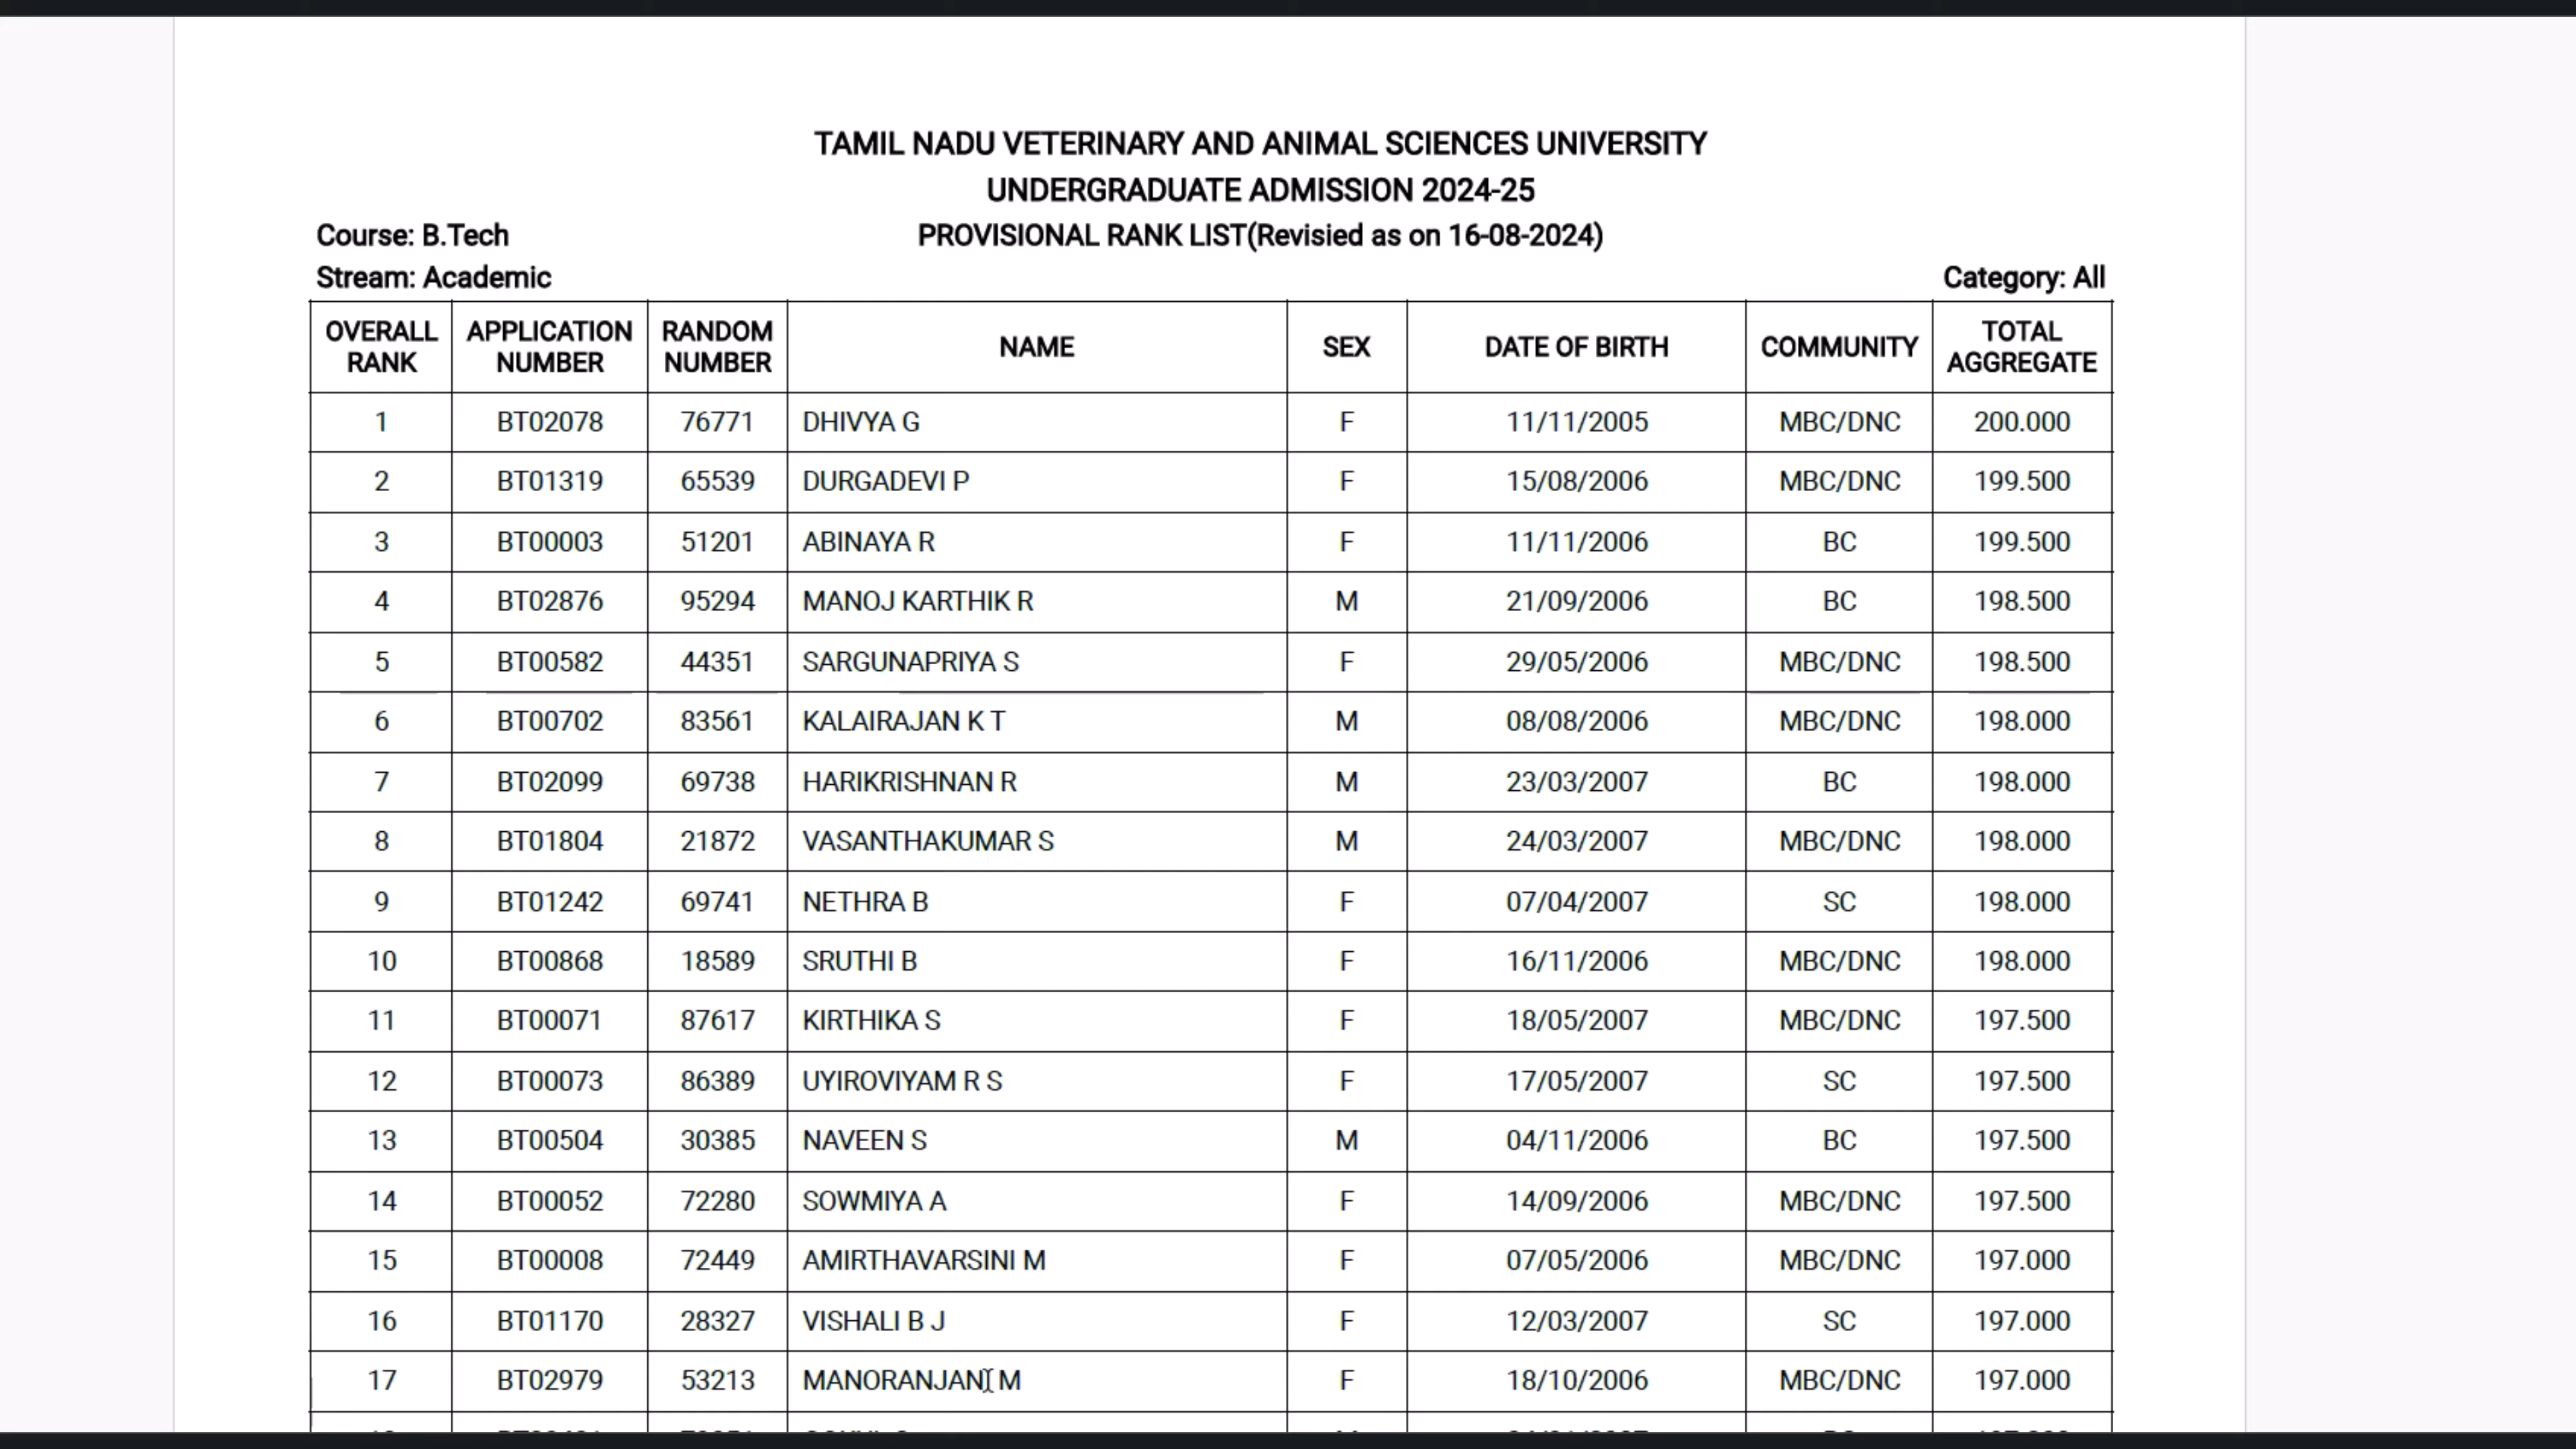 TAMIL NADU VETERINARY AND ANIMAL SCIENCES UNIVERSITY
UNDERGRADUATE ADMISSION 2024-25
Course: B.Tech PROVISIONAL RANK LIST(Revisied as on 16-08-2024)
Stream: Academic Category: All
OVERALL RANK APPLICATION NUMBER RANDOM NUMBER NAME SEX DATE OF BIRTH COMMUNITY TOTAL AGGREGATE
1 BT02078 76771 DHIVYA G F 11/11/2005 MBC/DNC 200.000
2 BT01319 65539 DURGADEVI P F 15/08/2006 MBC/DNC 199.500
3 BT00003 51201 ABINAYA R F 11/11/2006 BC 199.500
4 BT02876 95294 MANOJ KARTHIK R M 21/09/2006 BC 198.500
5 BT00582 44351 SARGUNAPRIYA S F 29/05/2006 MBC/DNC 198.500
6 BT00702 83561 KALAIRAJAN K T M 08/08/2006 MBC/DNC 198.000
7 BT02099 69738 HARIKRISHNAN R M 23/03/2007 BC 198.000
8 BT01804 21872 VASANTHAKUMAR S M 24/03/2007 MBC/DNC 198.000
9 BT01242 69741 NETHRA B F 07/04/2007 SC 198.000
10 BT00868 18589 SRUTHI B F 16/11/2006 MBC/DNC 198.000
11 BT00071 87617 KIRTHIKA S F 18/05/2007 MBC/DNC 197.500
12 BT00073 86389 UYIROVIYAM R S F 17/05/2007 SC 197.500
13 BT00504 30385 NAVEEN S M 04/11/2006 BC 197.500
14 BT00052 72280 SOWMIYA A F 14/09/2006 MBC/DNC 197.500
15 BT00008 72449 AMIRTHAVARSINI M F 07/05/2006 MBC/DNC 197.000
16 BT01170 28327 VISHALI B J F 12/03/2007 SC 197.000
17 BT02979 53213 MANORANJANI M F 18/10/2006 MBC/DNC 197.000